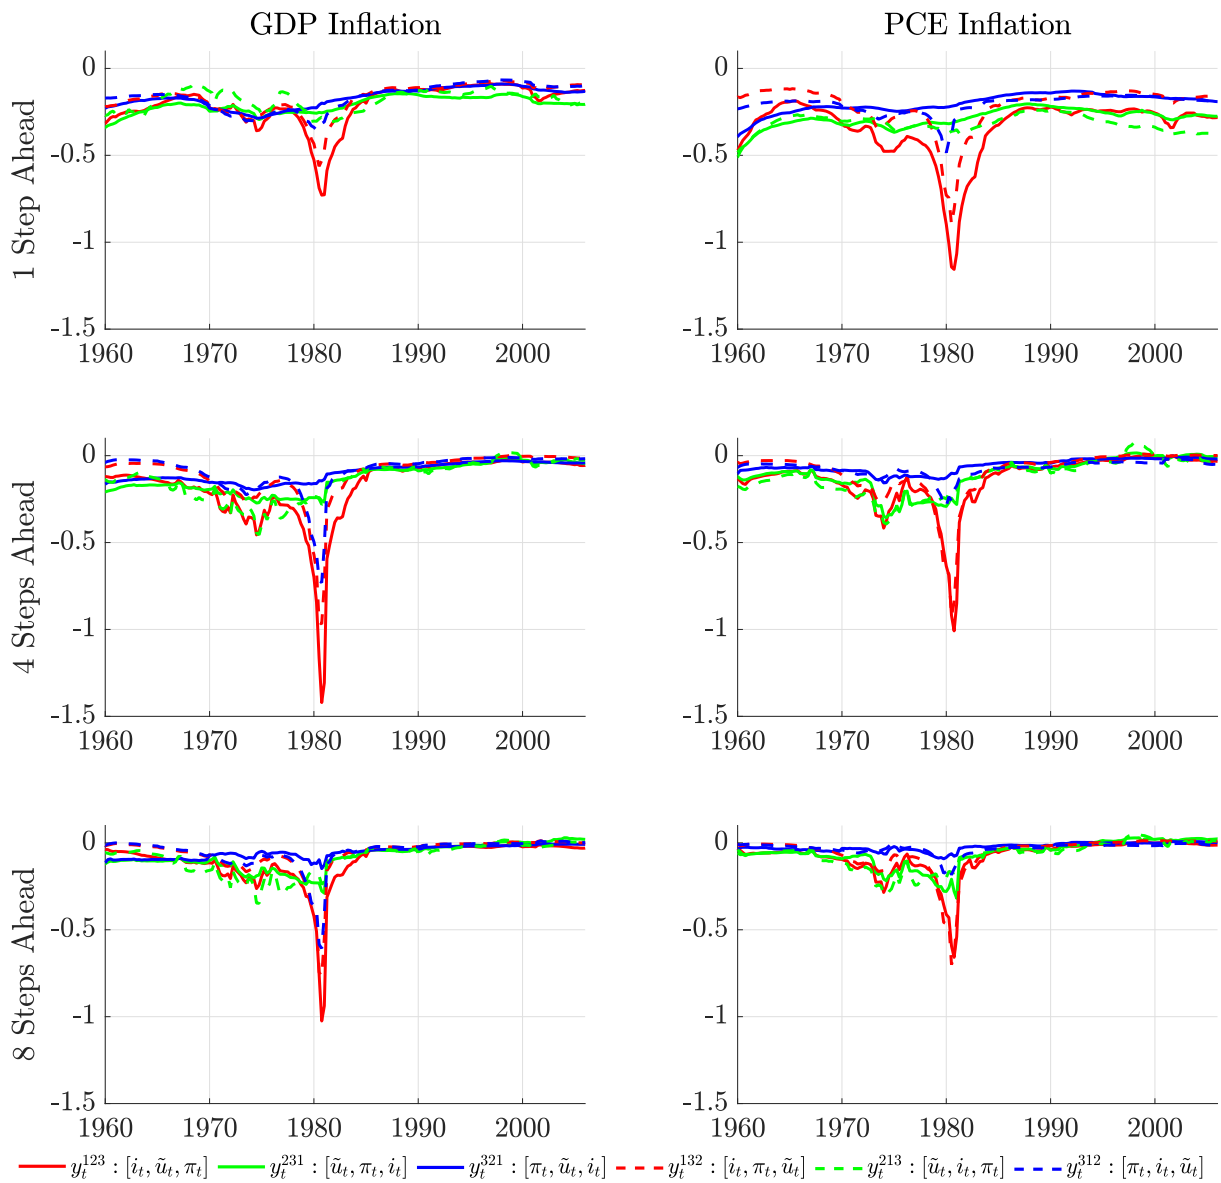 GDP Inflation PCE Inflation
1 Step Ahead
0 0
-0.5 -0.5
-1 -1
-1.5 -1.5
1960 1970 1980 1990 2000 1960 1970 1980 1990 2000
4 Steps Ahead
0 0
-0.5 -0.5
-1 -1
-1.5 -1.5
1960 1970 1980 1990 2000 1960 1970 1980 1990 2000
8 Steps Ahead
0 0
-0.5 -0.5
-1 -1
-1.5 -1.5
1960 1970 1980 1990 2000 1960 1970 1980 1990 2000
y_t^{123} : [i_t, ũ_t, π_t] y_t^{231} : [ũ_t, π_t, i_t] y_t^{321} : [π_t, ũ_t, i_t] y_t^{132} : [i_t, π_t, ũ_t] y_t^{213} : [ũ_t, i_t, π_t] y_t^{312} : [π_t, i_t, ũ_t]